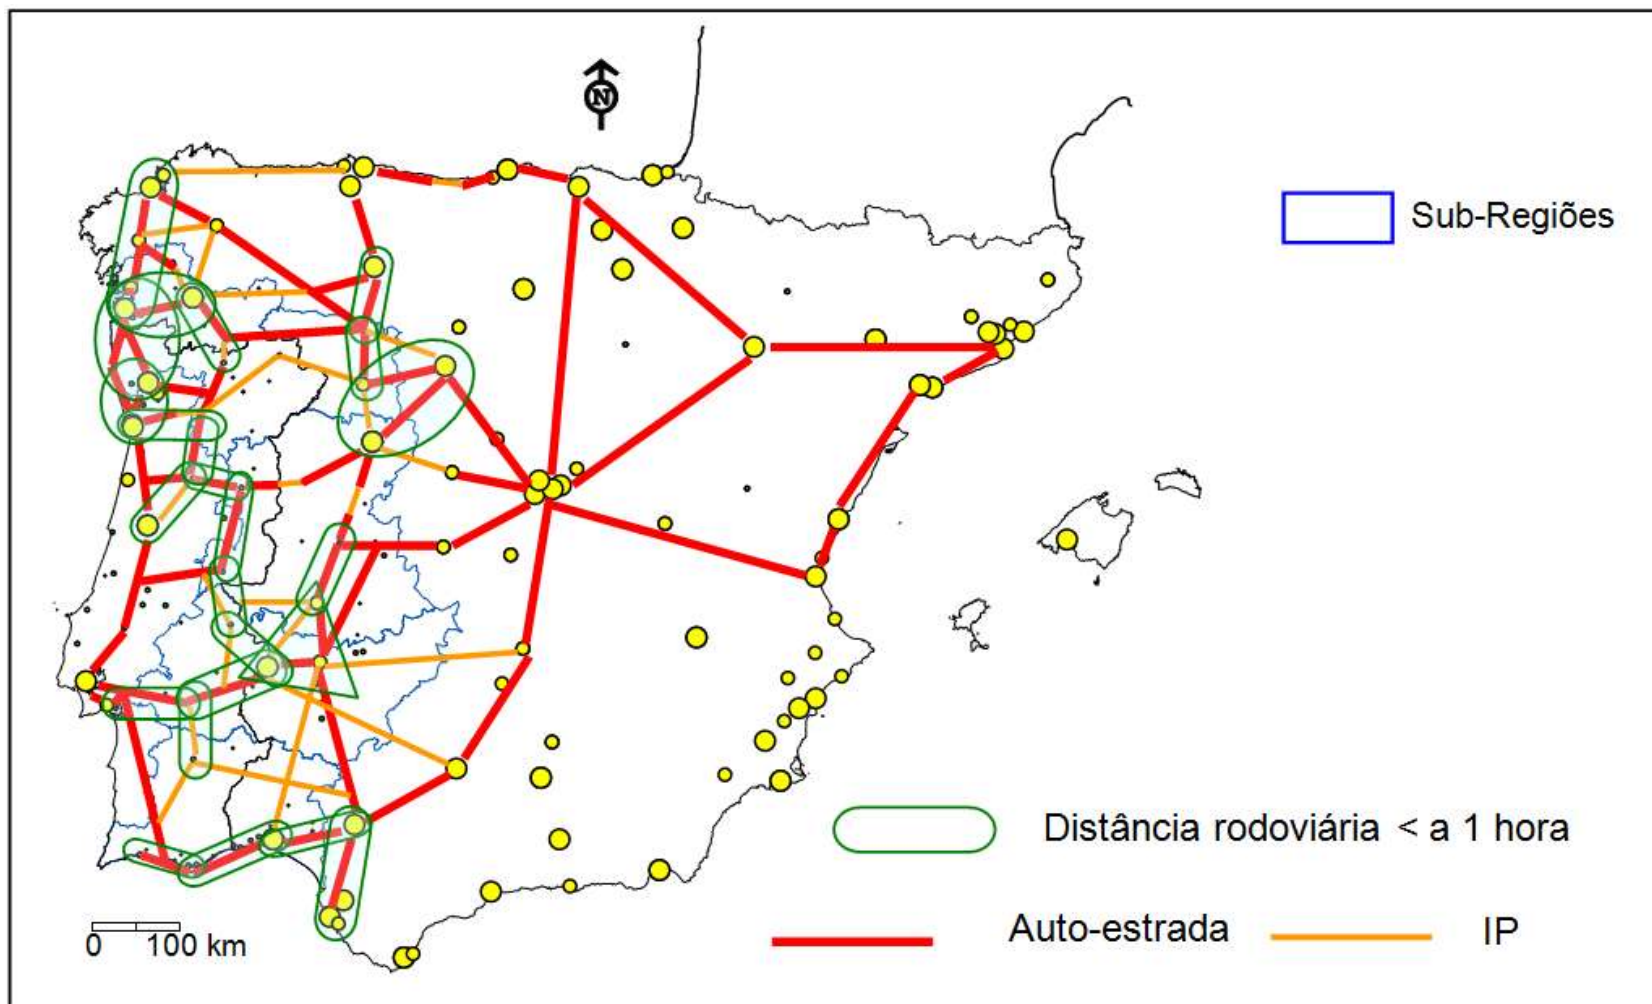 N
Sub-Regiões
Distância rodoviária < a 1 hora
Auto-estrada
IP
0 100 km